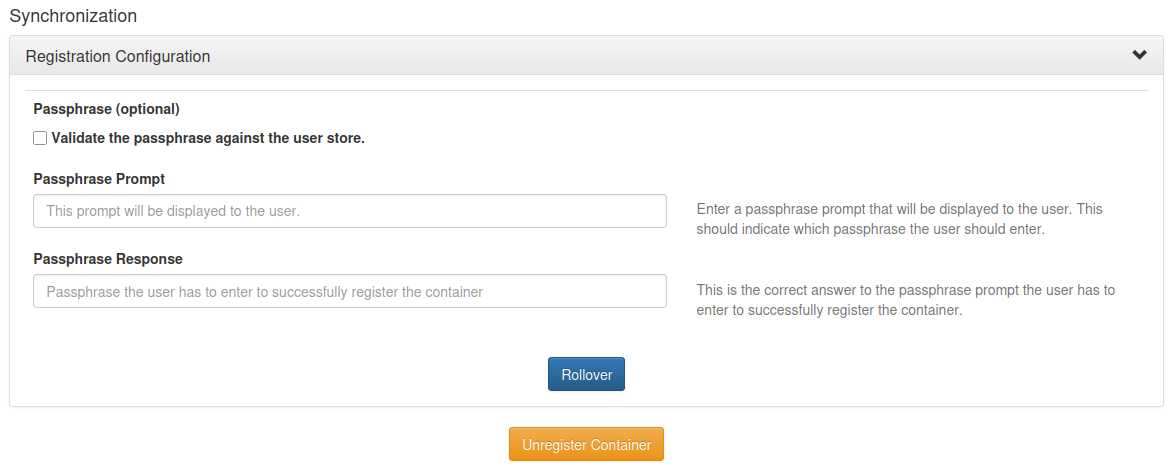 Synchronization
Registration Configuration
Passphrase (optional)
Validate the passphrase against the user store.
Passphrase Prompt
This prompt will be displayed to the user.
Enter a passphrase prompt that will be displayed to the user. This
should indicate which passphrase the user should enter.
Passphrase Response
Passphrase the user has to enter to successfully register the container
This is the correct answer to the passphrase prompt the user has to
enter to successfully register the container.
Rollover
Unregister Container